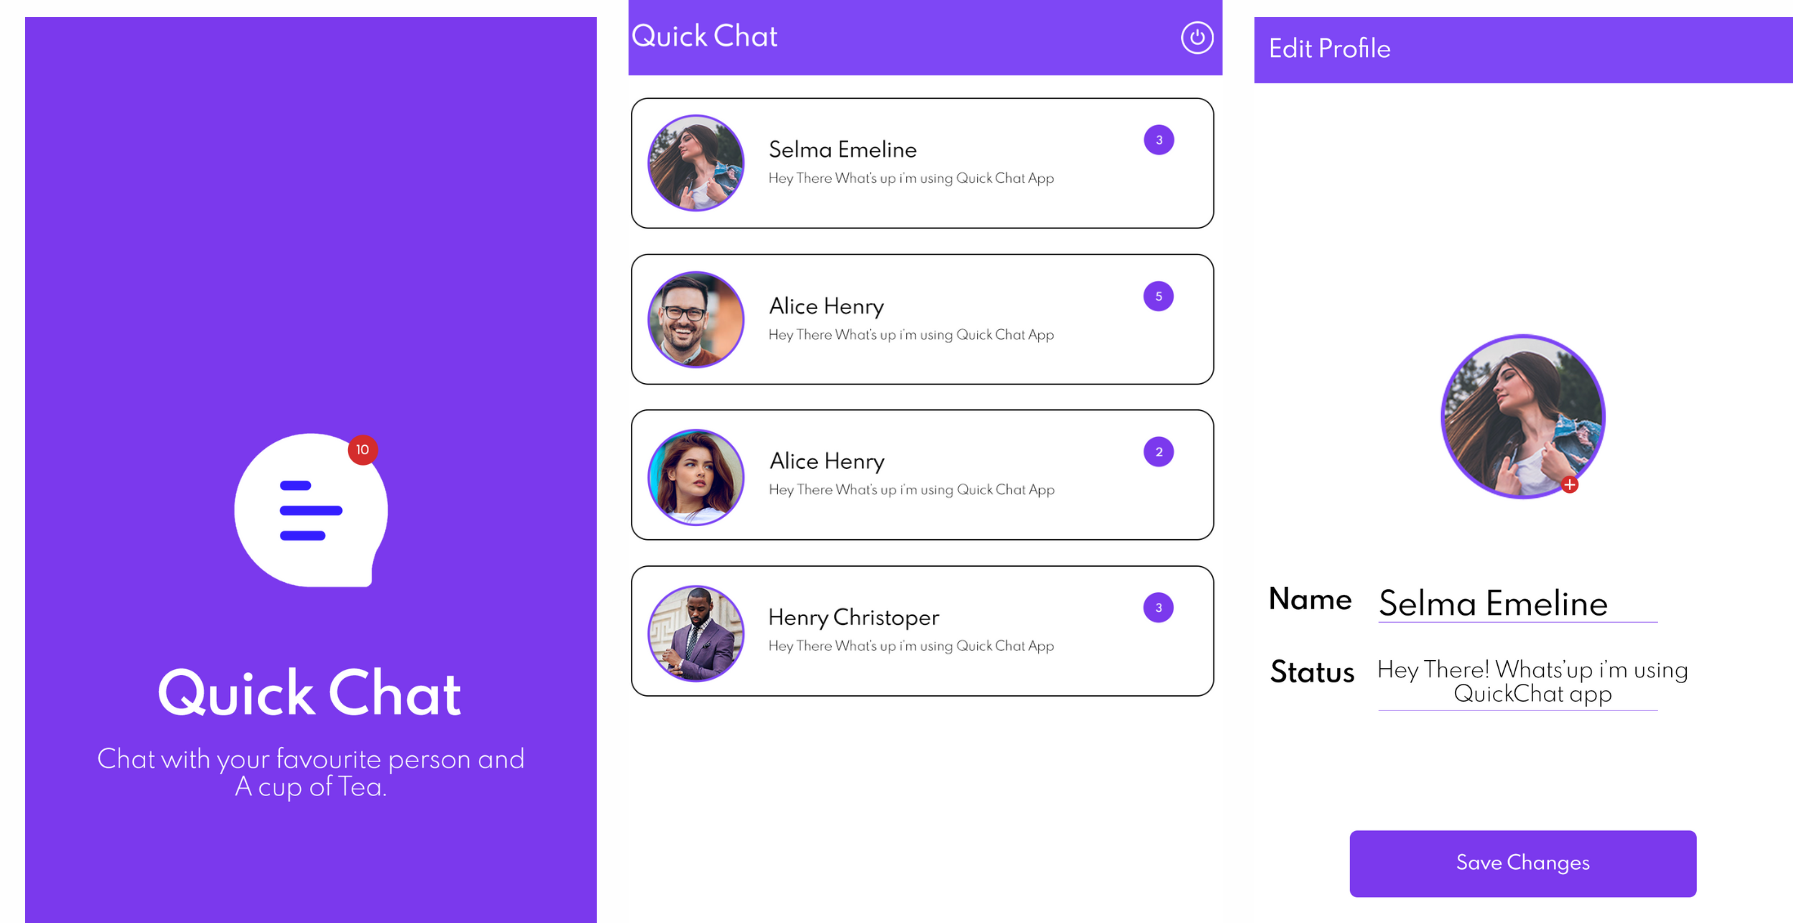 10
Quick Chat
Chat with your favourite person and
A cup of Tea.
Quick Chat
Selma Emeline
3
Hey There What's up i'm using Quick Chat App
Alice Henry
5
Hey There What's up i'm using Quick Chat App
Alice Henry
2
Hey There What's up i'm using Quick Chat App
Henry Christoper
3
Hey There What's up i'm using Quick Chat App
Edit Profile
Name Selma Emeline
Status Hey There! Whats'up i'm using
QuickChat app
Save Changes